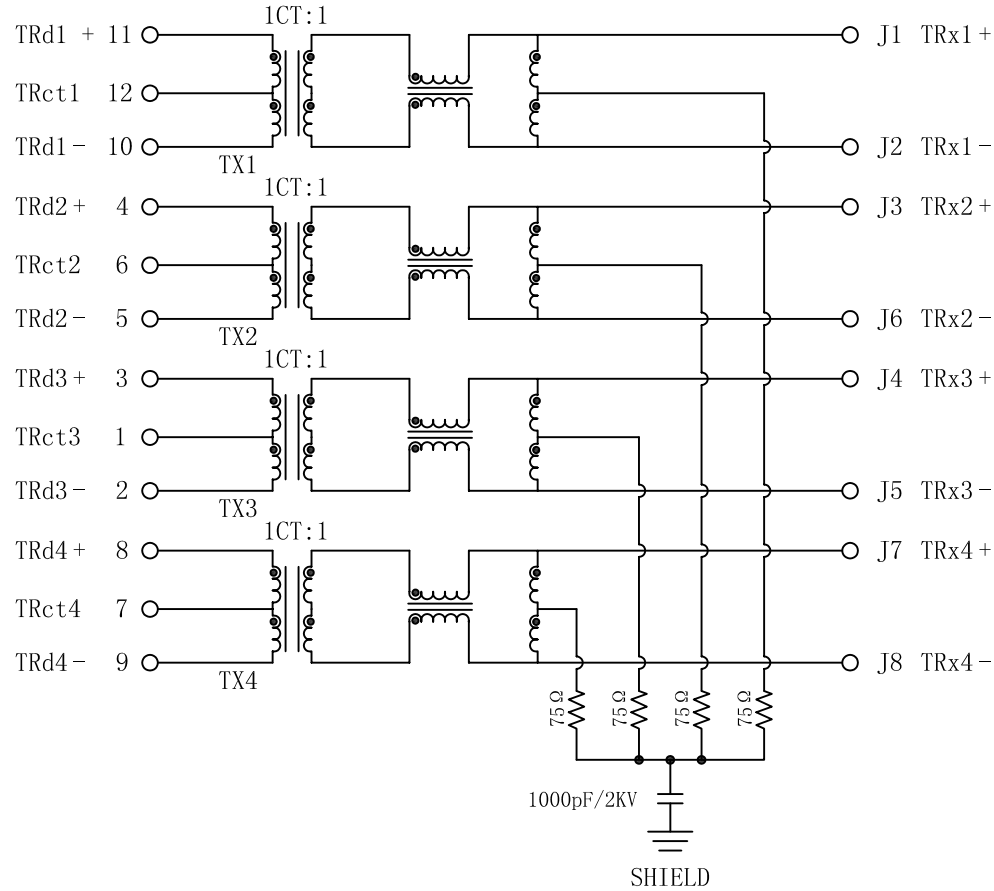 1CT:1
TRd1 + 11 J1 TRx1+
TRct1 12
TRd1- 10 J2 TRx1-
TX1
1CT:1
TRd2+ 4 J3 TRx2+
TRct2 6
TRd2- 5 J6 TRx2-
TX2
1CT:1
TRd3+ 3 J4 TRx3+
TRct3 1
TRd3- 2 J5 TRx3-
TX3
1CT:1
TRd4+ 8 J7 TRx4+
TRct4 7
TRd4- 9 J8 TRx4-
TX4
75Ω 75Ω 75Ω 75Ω
1000pF/2KV
SHIELD